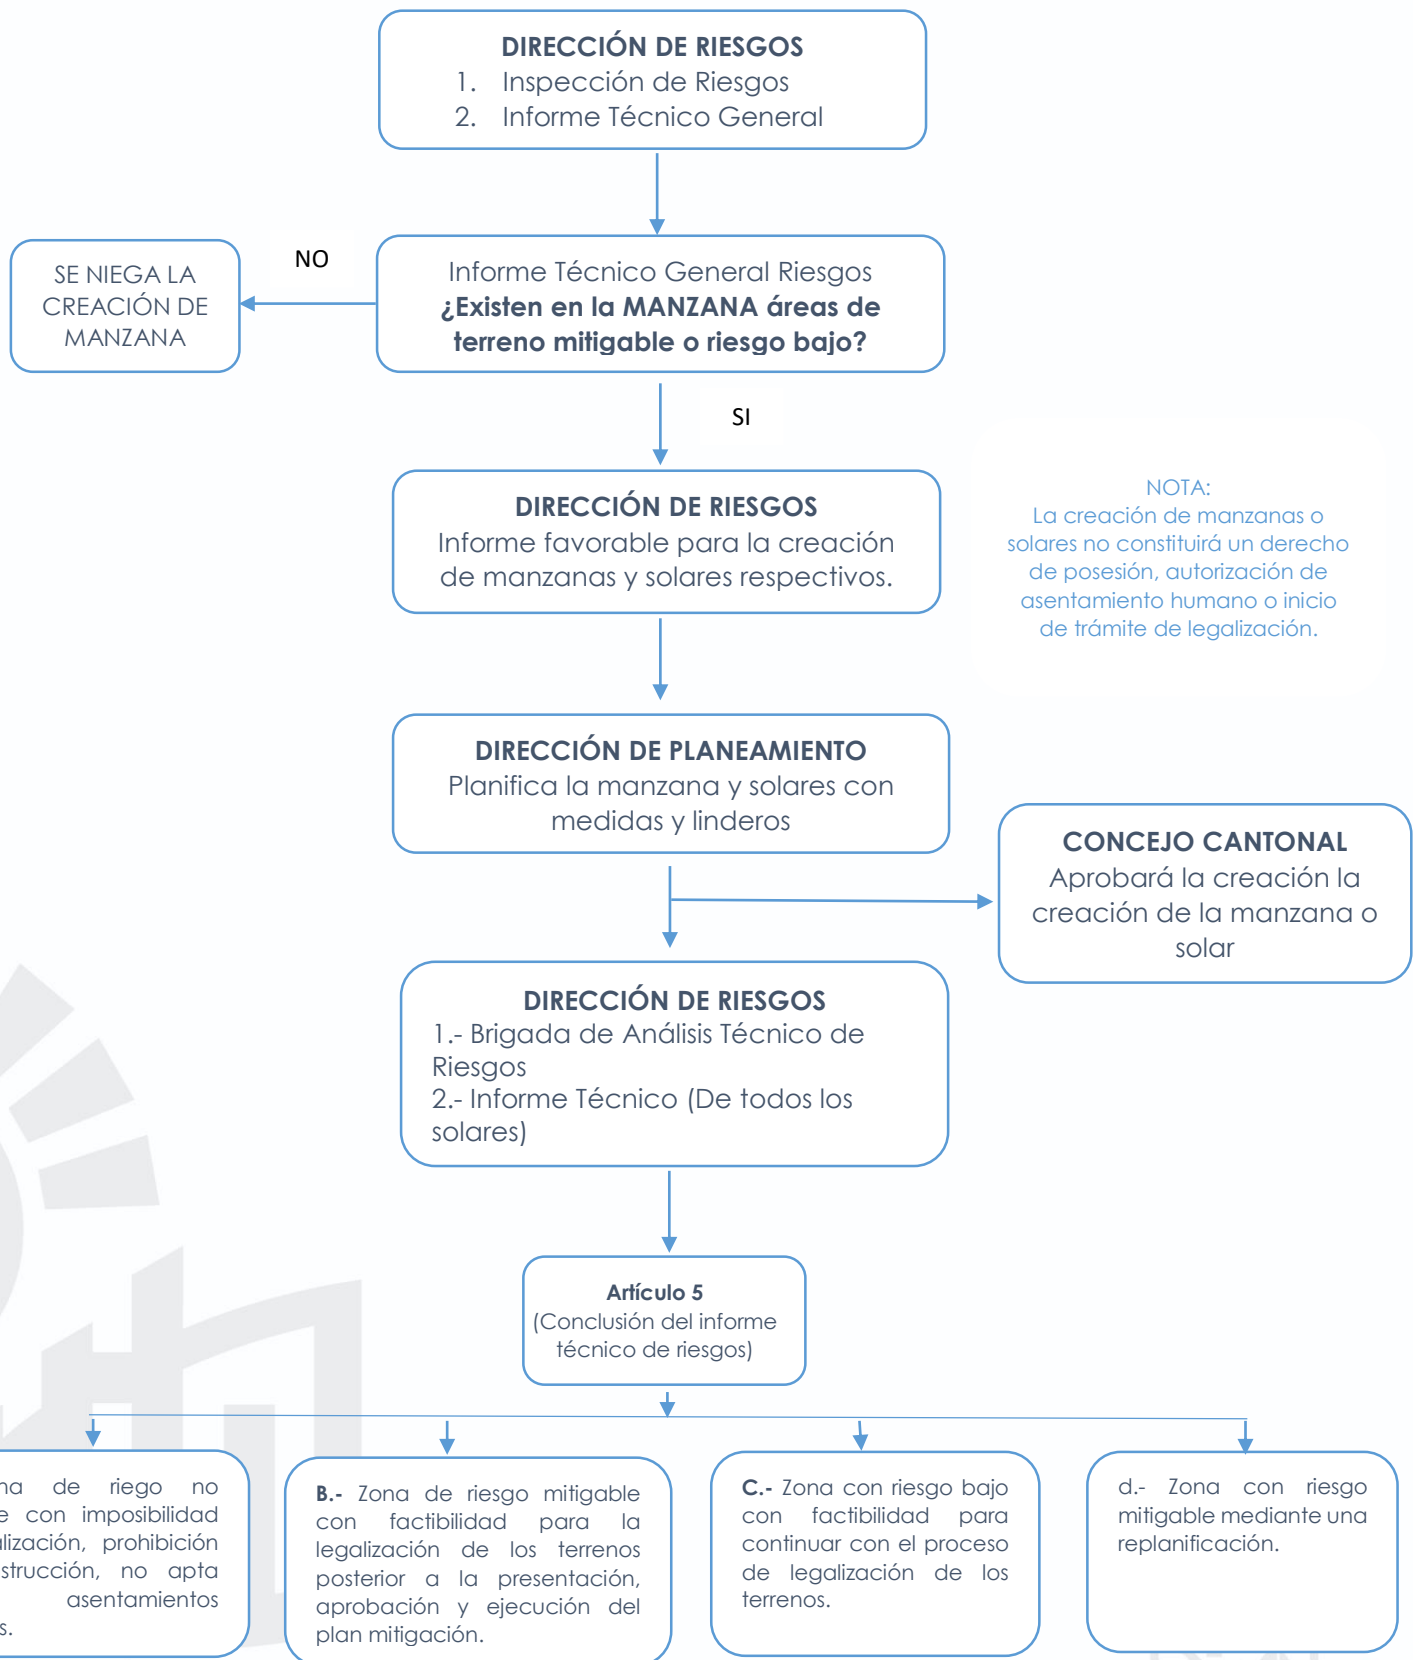 DIRECCIÓN DE RIESGOS
1. Inspección de Riesgos
2. Informe Técnico General
SE NIEGA LA
CREACIÓN DE
MANZANA
NO
Informe Técnico General Riesgos
¿Existen en la MANZANA áreas de
terreno mitigable o riesgo bajo?
SI
DIRECCIÓN DE RIESGOS
Informe favorable para la creación
de manzanas y solares respectivos.
NOTA:
La creación de manzanas o
solares no constituirá un derecho
de posesión, autorización de
asentamiento humano o inicio
de trámite de legalización.
DIRECCIÓN DE PLANEAMIENTO
Planifica la manzana y solares con
medidas y linderos
CONCEJO CANTONAL
Aprobará la creación la
creación de la manzana o
solar
DIRECCIÓN DE RIESGOS
1.- Brigada de Análisis Técnico de
Riesgos
2.- Informe Técnico (De todos los
solares)
Artículo 5
(Conclusión del informe
técnico de riesgos)
de riego no
con imposibilidad
prohibición
no apta
asentamientos
B.- Zona de riesgo mitigable
con factibilidad para la
legalización de los terrenos
posterior a la presentación,
aprobación y ejecución del
plan mitigación.
C.- Zona con riesgo bajo
con factibilidad para
continuar con el proceso
de legalización de los
terrenos.
d.- Zona con riesgo
mitigable mediante una
replanificación.